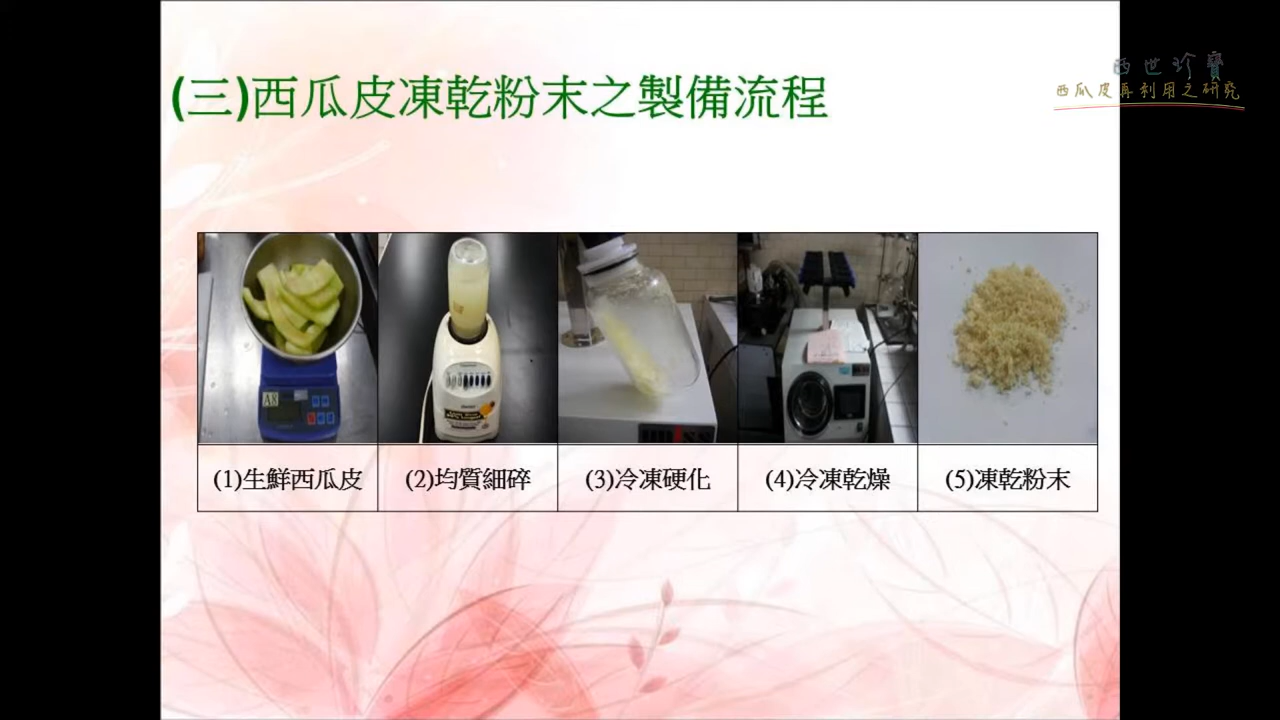 (三)西瓜皮凍乾粉末之製備流程
西世珍寶
西瓜皮再利用之研究
A8
(1)生鮮西瓜皮
(2)均質細碎
(3)冷凍硬化
(4)冷凍乾燥
(5)凍乾粉末